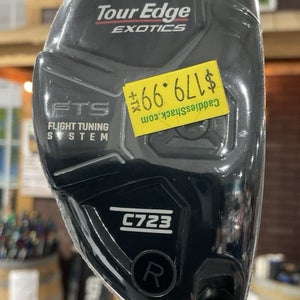 Tour Edge
EXOTICS
CaddiesShack.com
$179.99
+TX
FTS
FLIGHT TUNING
SYSTEM
C723
R